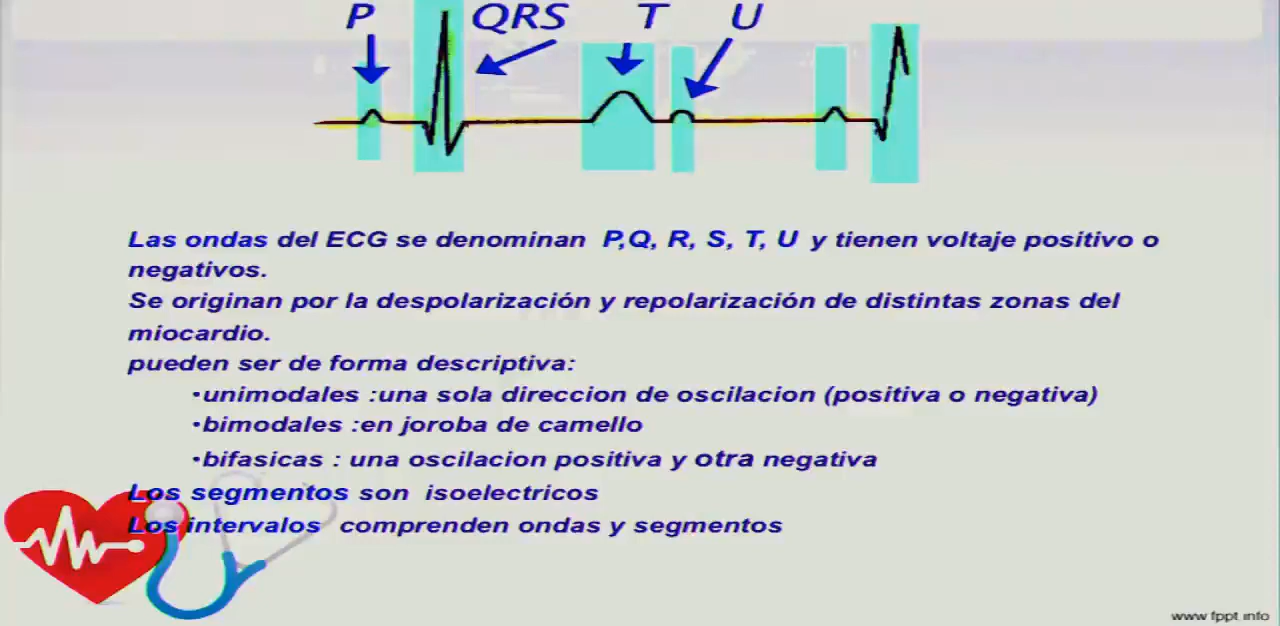 P QRS T U
Las ondas del ECG se denominan P,Q, R, S, T, U y tienen voltaje positivo o
negativos.
Se originan por la despolarización y repolarización de distintas zonas del
miocardio.
pueden ser de forma descriptiva:
•unimodales :una sola direccion de oscilacion (positiva o negativa)
•bimodales :en joroba de camello
•bifasicas : una oscilacion positiva y otra negativa
Los segmentos son isoelectricos
Los intervalos comprenden ondas y segmentos
www.fppt.info